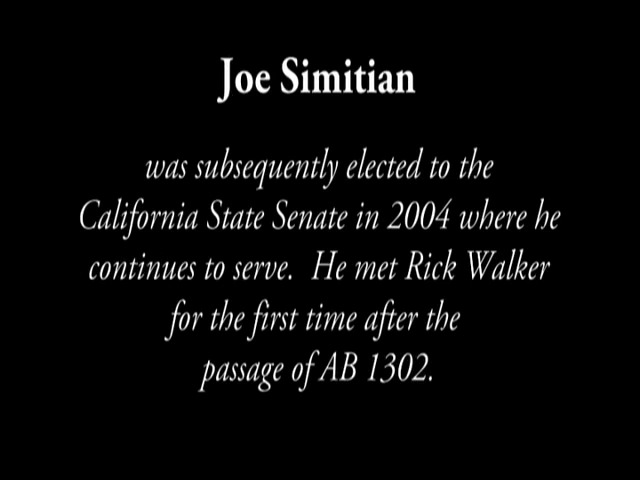 Joe Simitian
was subsequently elected to the
California State Senate in 2004 where he
continues to serve.  He met Rick Walker
for the first time after the
passage of AB 1302.